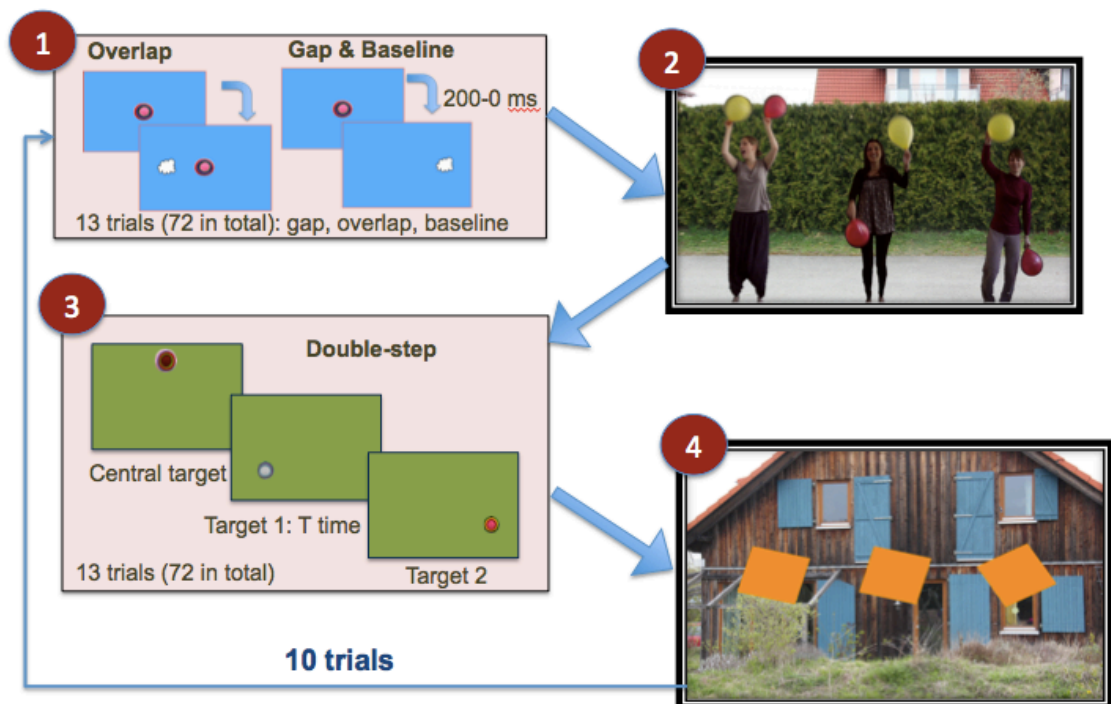 1
Overlap
Gap & Baseline
200-0 ms
13 trials (72 in total): gap, overlap, baseline
2
3
Double-step
Central target
Target 1: T time
Target 2
13 trials (72 in total)
4
10 trials